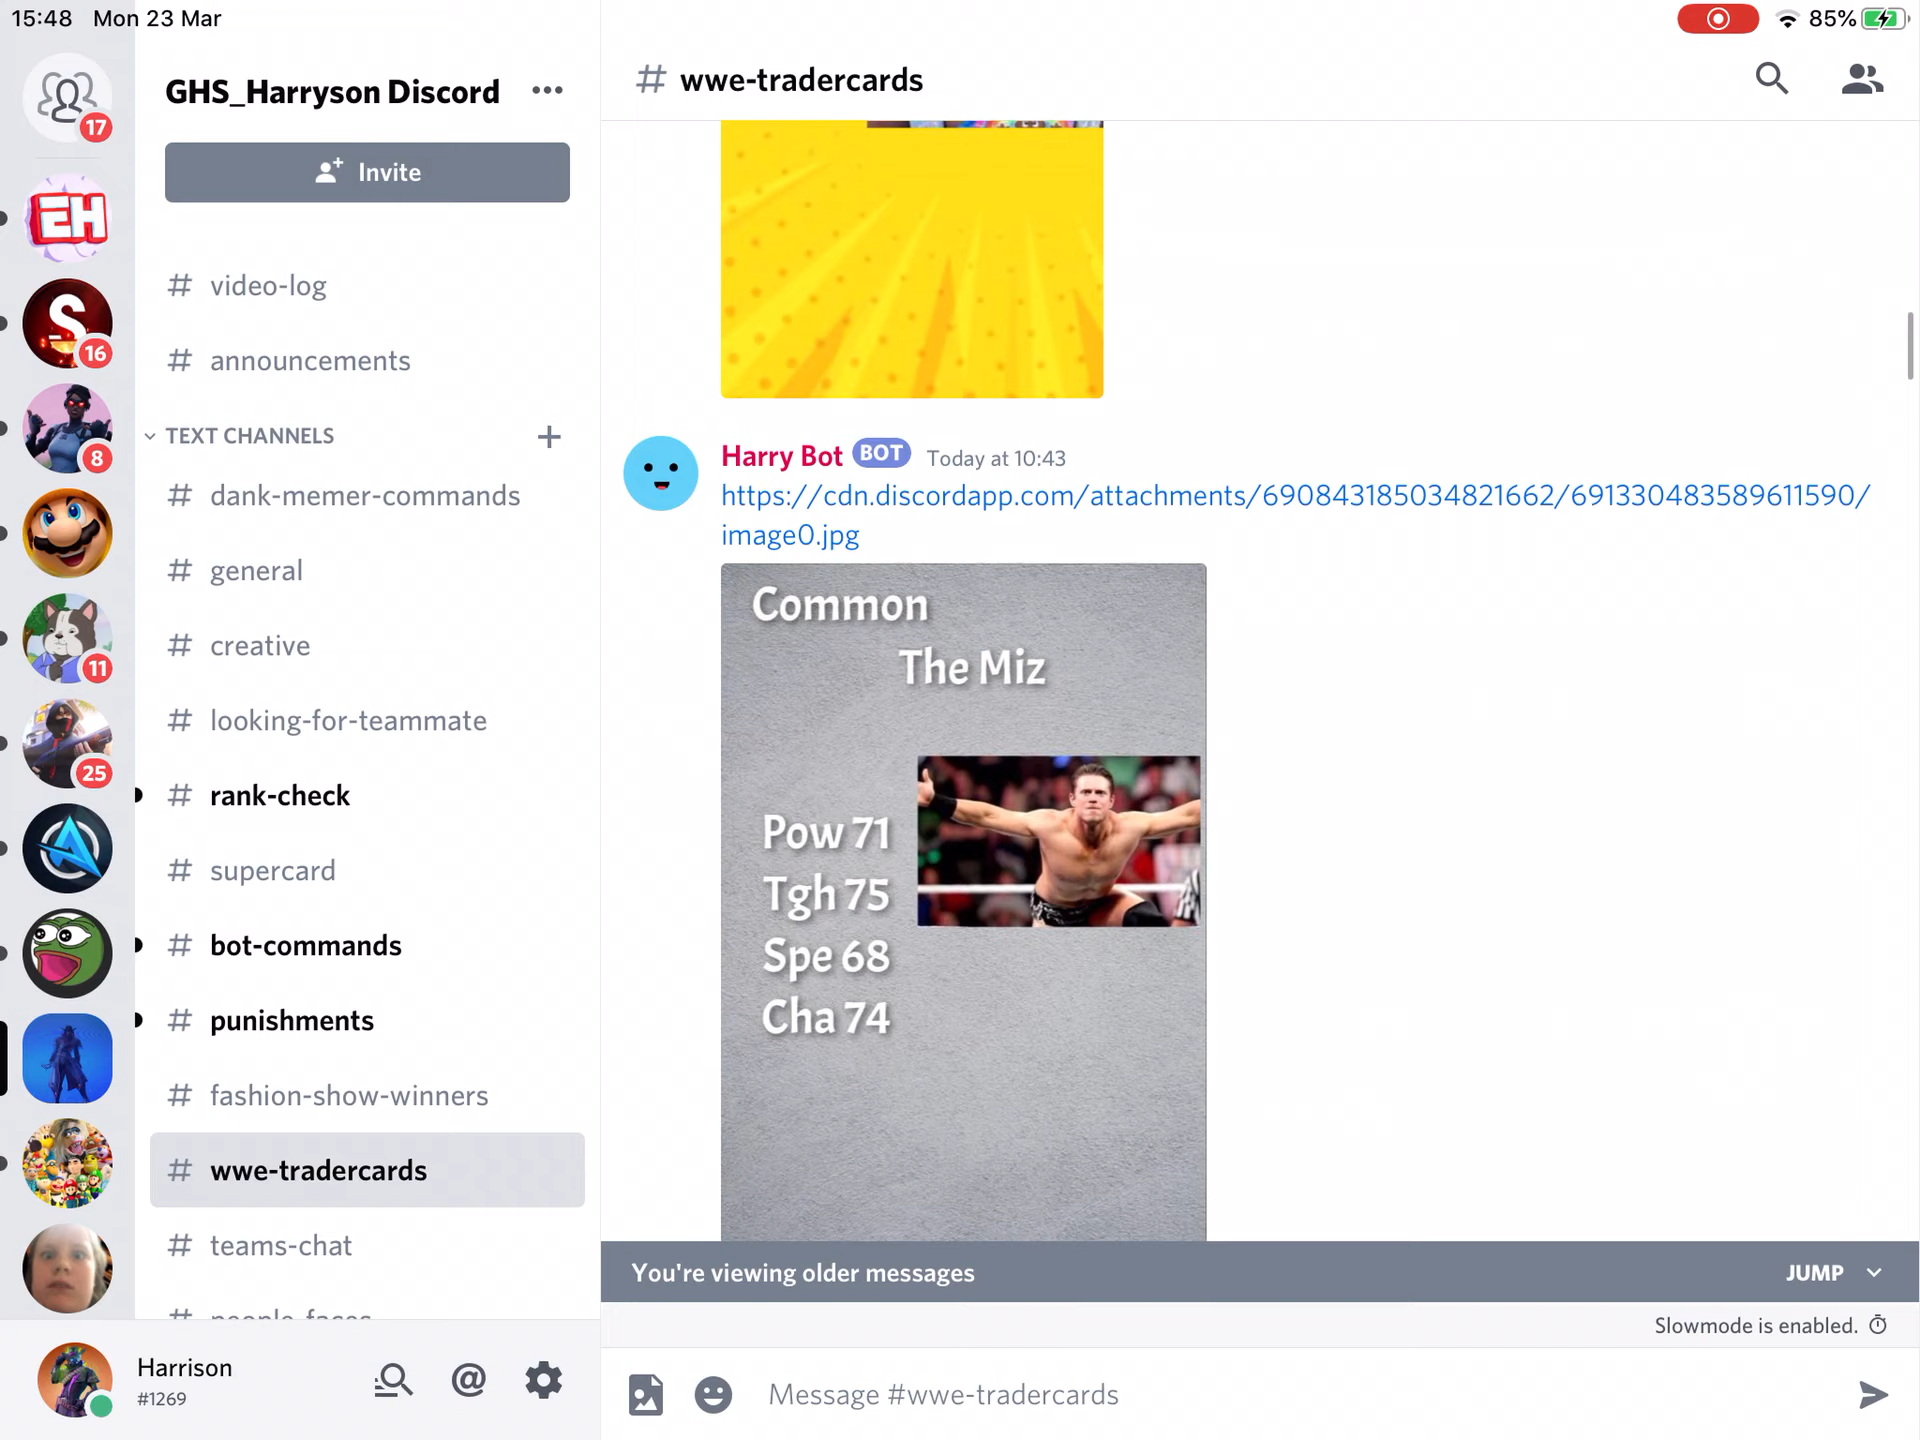 15:48 Mon 23 Mar
85%
17
GHS_Harryson Discord
Invite
EH
S
16
8
11
25
# video-log
# announcements
TEXT CHANNELS
# dank-memer-commands
# general
# creative
# looking-for-teammate
# rank-check
# supercard
# bot-commands
# punishments
# fashion-show-winners
# wwe-tradercards
# teams-chat
# people-faces
Harrison
#1269
@
# wwe-tradercards
Harry Bot BOT Today at 10:43
https://cdn.discordapp.com/attachments/690843185034821662/691330483589611590/
image0.jpg
Common
The Miz
Pow 71
Tgh 75
Spe 68
Cha 74
You're viewing older messages
JUMP
Slowmode is enabled.
Message #wwe-tradercards